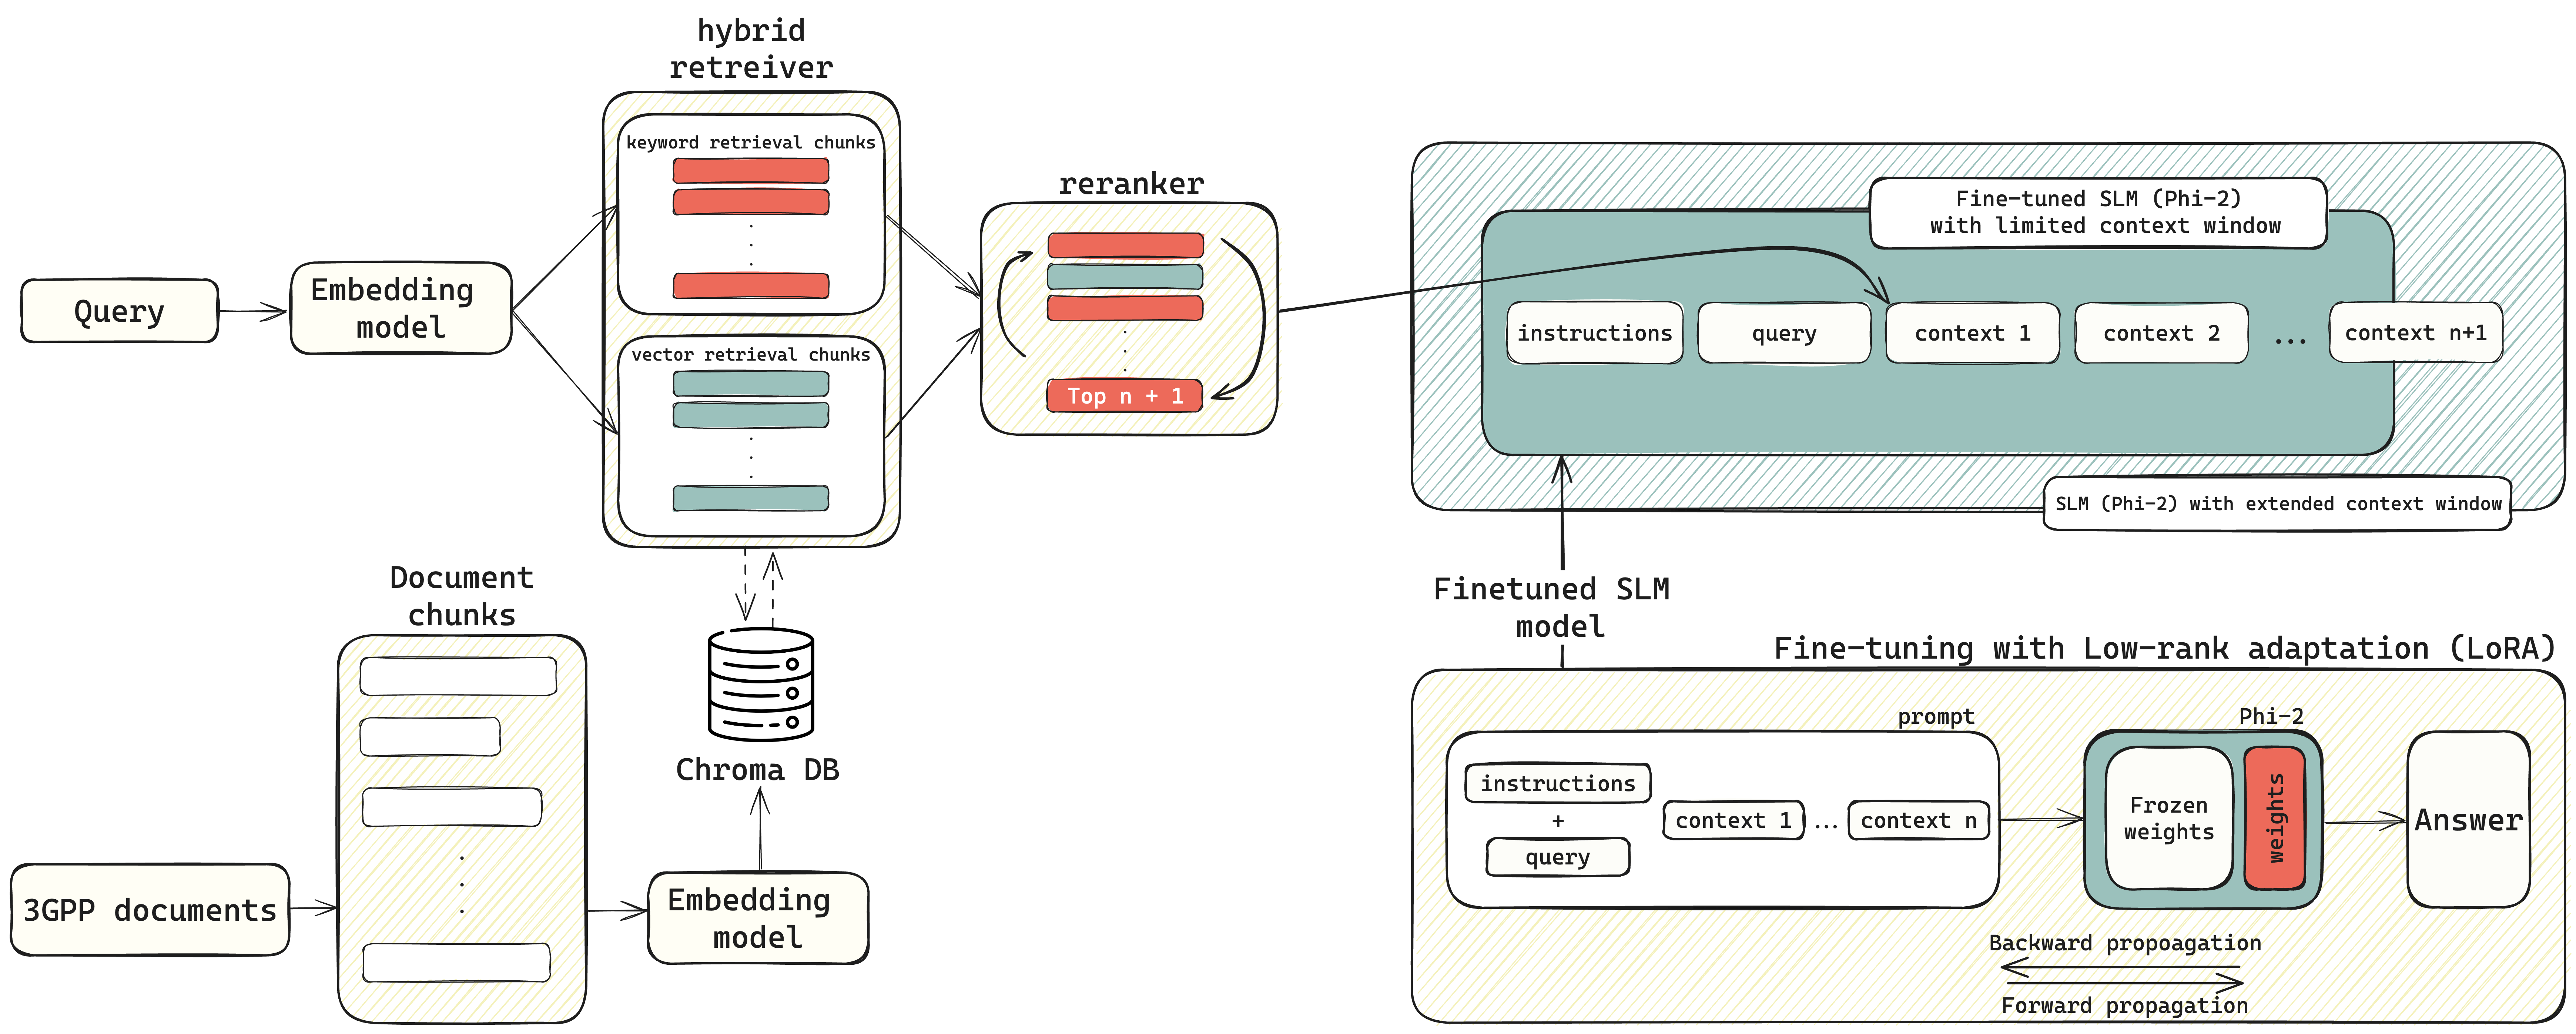 hybrid
retreiver
keyword retrieval chunks
vector retrieval chunks
Query
Embedding
model
reranker
Top n + 1
Fine-tuned SLM (Phi-2)
with limited context window
instructions
query
context 1
context 2
...
context n+1
SLM (Phi-2) with extended context window
Document
chunks
3GPP documents
Chroma DB
Embedding
model
Finetuned SLM
model
Fine-tuning with Low-rank adaptation (LoRA)
prompt
instructions
+
query
context 1
...
context n
Phi-2
Frozen
weights
weights
Answer
Backward propoagation
Forward propagation